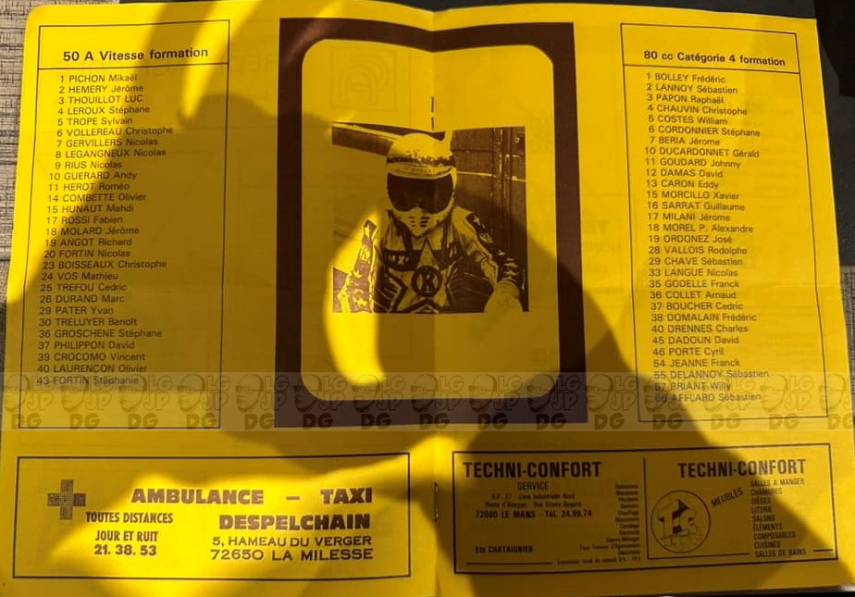 50 A Vitesse formation
1 PICHON Mikaël
2 HEMERY Jérôme
3 THOUILLOT LUC
4 LEROUX Stéphane
5 TROPE Sylvain
6 VOLLEREAU Christophe
7 GERVILLERS Nicolas
8 LEGANGNEUX Nicolas
9 RIUS Nicolas
10 GUERARD Andy
11 HEROT Roméo
14 COMBETTE Olivier
15 HUNAUT Mehdi
17 ROSSI Fabien
18 MOLARD Jérôme
19 ANGOT Richard
20 FORTIN Nicolas
23 BOISSEAUX Christophe
24 VOS Mathieu
25 TREFOU Cedric
26 DURAND Marc
29 PATER Yvan
30 TRELUYER Benoît
36 GROSCHENE Stéphane
37 PHILIPPON David
39 CROCOMO Vincent
40 LAURENÇON Olivier
43 FORTIN Stéphanie
80 cc Catégorie 4 formation
1 BOLLEY Frédéric
2 LANNOY Sébastien
3 PAPON Raphaël
4 CHAUVIN Christophe
5 COSTES William
6 CORDONNIER Stéphane
7 BERIA Jérome
10 DUCARDONNET Gérald
11 GOUDARD Johnny
12 DAMAS David
13 CARON Eddy
15 MORCILLO Xavier
16 SARRAT Guillaume
17 MILANI Jérome
18 MOREL P. Alexandre
19 ORDONEZ José
28 VALLOIS Rodolphe
29 CHAVE Sébastien
33 LANGUE Nicolas
35 GODELLE Franck
36 COLLET Arnaud
37 BOUCHER Cedric
38 DOMALAIN Frédéric
40 DRENNES Charles
45 DADOUN David
46 PORTE Cyril
54 JEANNE Franck
55 DELANNOY Sébastien
57 BRIANT Willy
66 AFFLARD Sébastien
AMBULANCE – TAXI
TOUTES DISTANCES
JOUR ET RUIT
21. 38. 53
DESPELCHAIN
5, HAMEAU DU VERGER
72650 LA MILESSE
TECHNI-CONFORT
SERVICE
72000 LE MANS - Tél. 24.99.74
Ets CHATAIGNIER
TECHNI-CONFORT
MEUBLES
SALLES A MANGER
CHAMBRES
SIÈGES
LITERIE
SALONS
ÉLÉMENTS
COMPOSABLES
CUISINES
SALLES DE BAINS